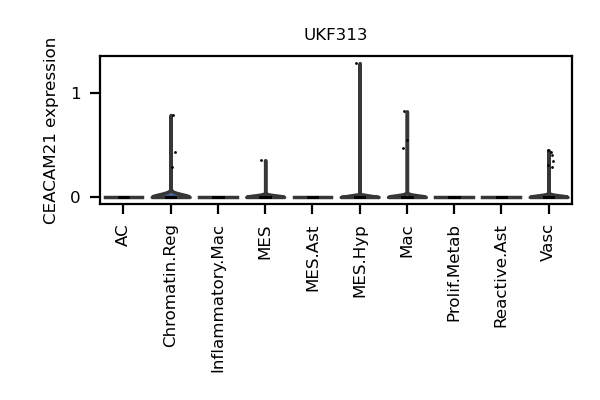 UKF313
CEACAM21 expression
1
0
AC
Chromatin.Reg
Inflammatory.Mac
MES
MES.Ast
MES.Hyp
Mac
Prolif.Metab
Reactive.Ast
Vasc